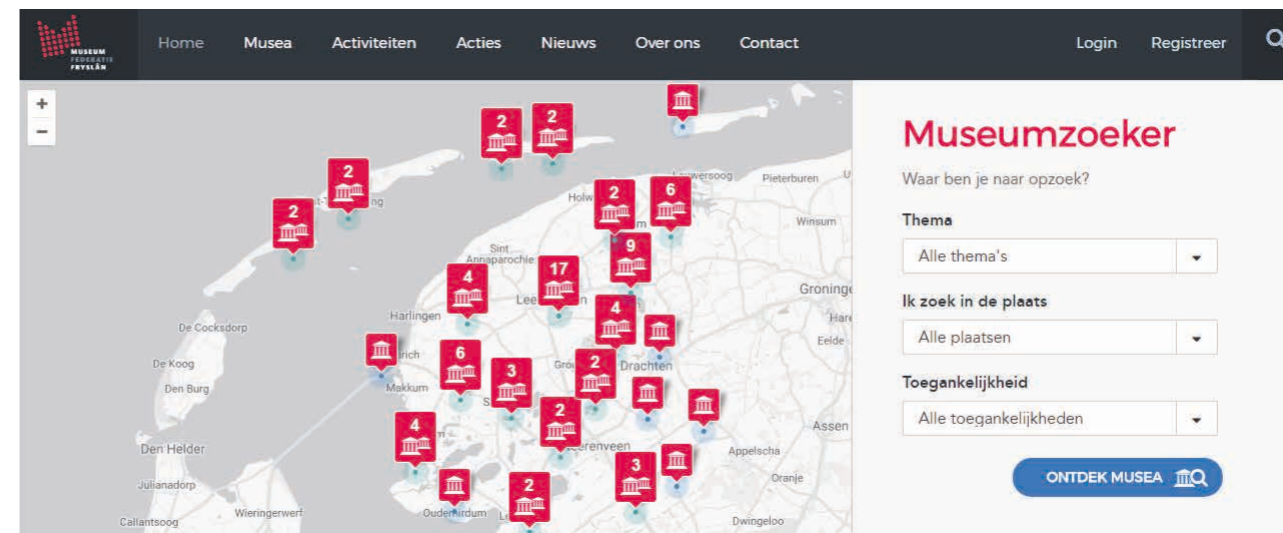 MUSEUM
FEDERATIE
FRYSLÂN
Home Musea Activiteiten Acties Nieuws Over ons Contact Login Registreer
+
−
2
2
2
2
2
6
9
17
4
4
6
3
2
2
4
3
2
Pieterburen
Winsum
Sint
Annaparochie
Harlingen
De Cocksdorp
De Koog
Den Burg
Makkum
Drachten
Eelde
Assen
Appelscha
Oranje
Den Helder
Julianadorp
Callantsoog
Wieringerwerf
Oudemirdum
Dwingeloo
Museumzoeker
Waar ben je naar opzoek?
Thema
Alle thema's
Ik zoek in de plaats
Alle plaatsen
Toegankelijkheid
Alle toegankelijkheden
ONTDEK MUSEA